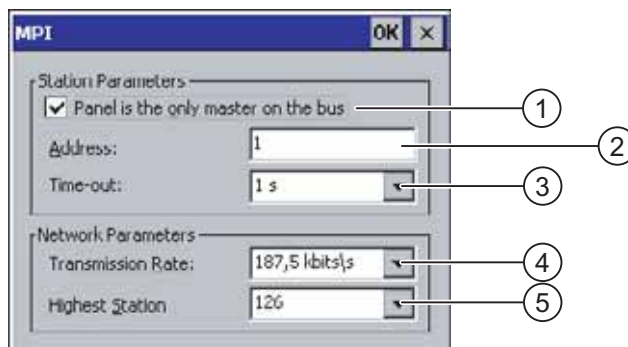 MPI OK ×
Station Parameters
Panel is the only master on the bus 1
Address: 1 2
Time-out: 1 s 3
Network Parameters
Transmission Rate: 187,5 kbits\s 4
Highest Station 126 5